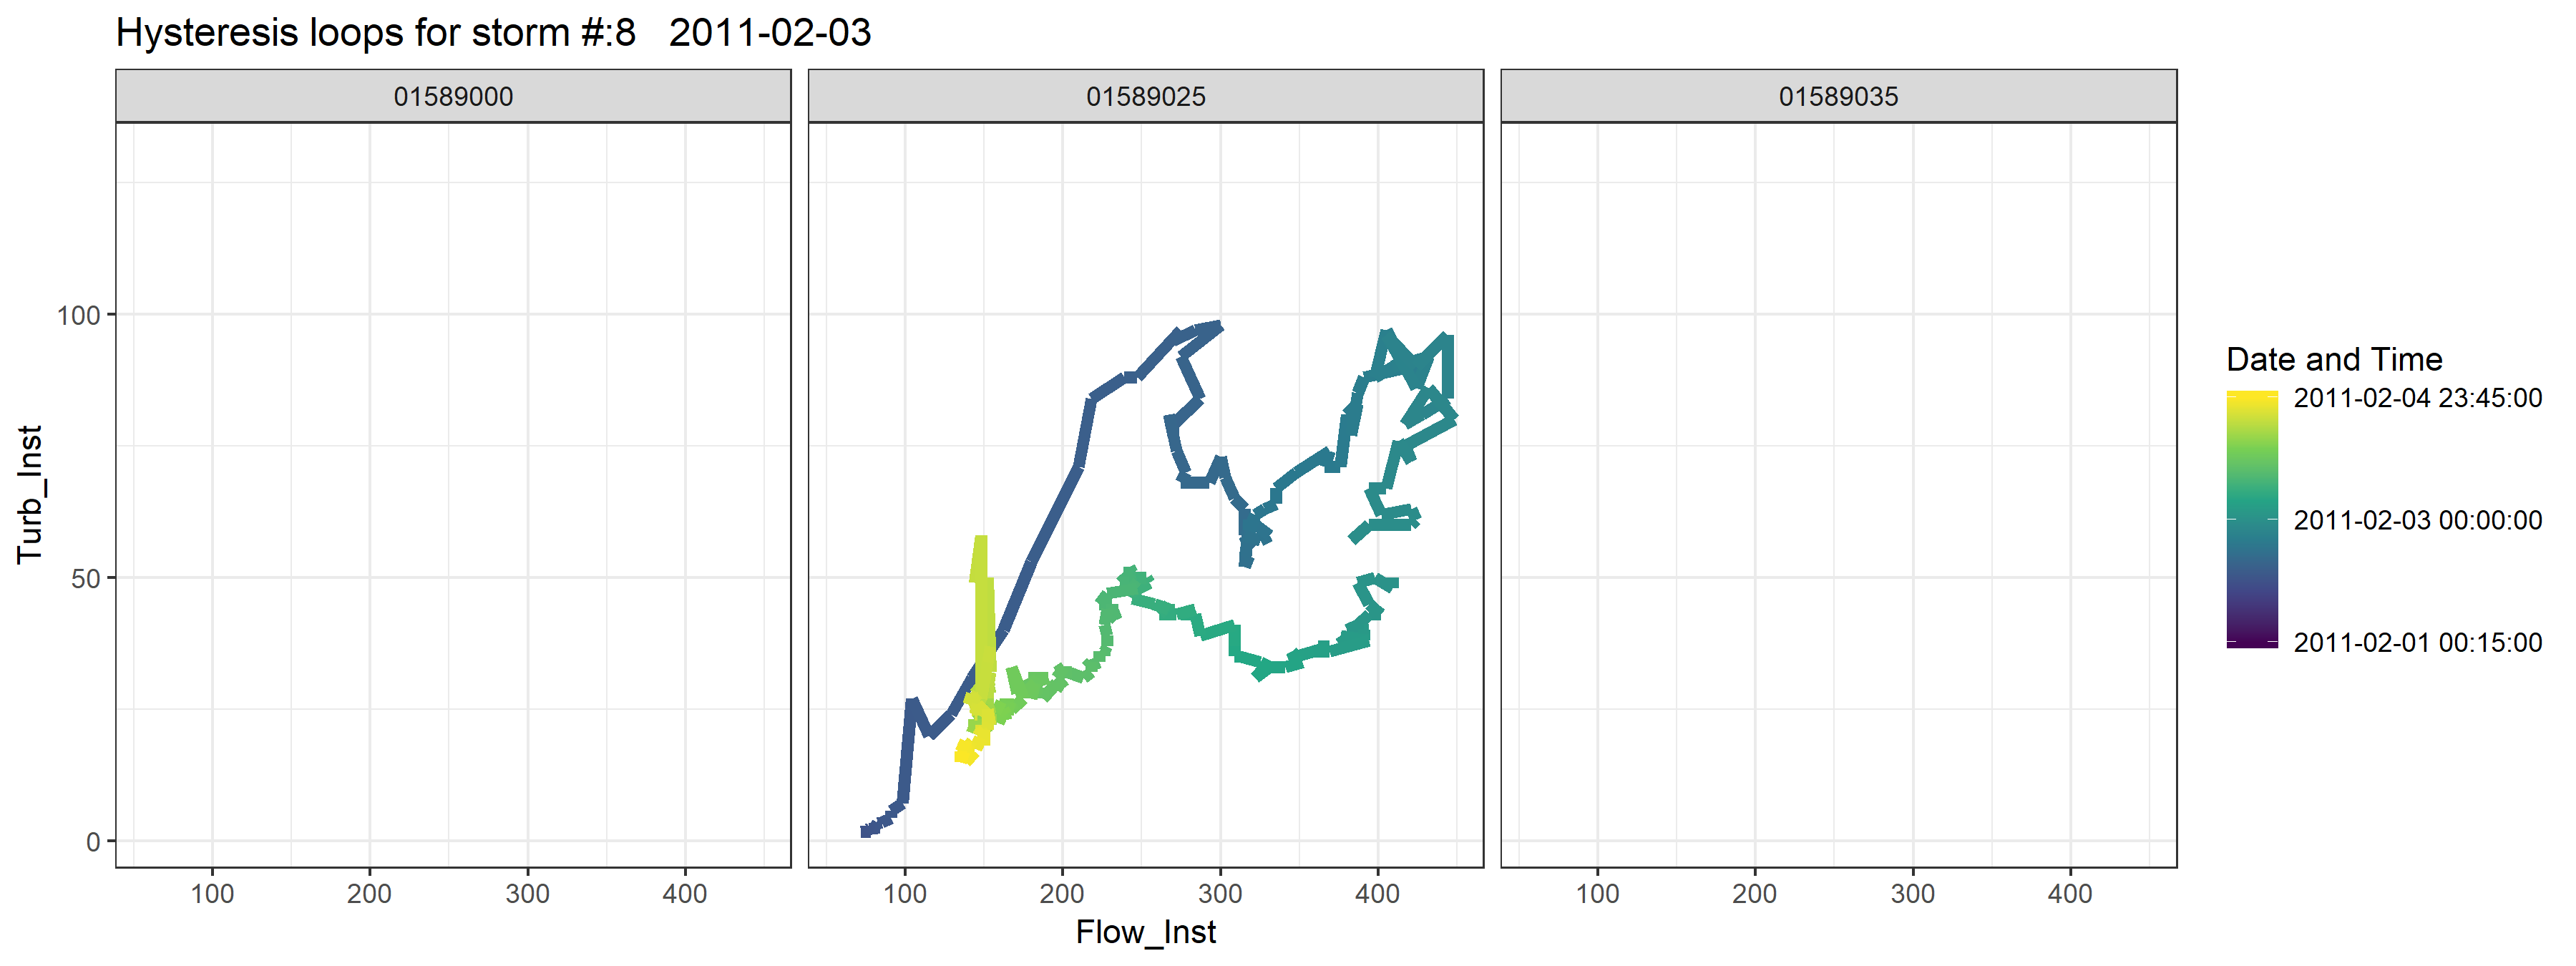 Hysteresis loops for storm #:8   2011-02-03
01589000
01589025
01589035
Turb_Inst
100
50
0
100 200 300 400
100 200 300 400
100 200 300 400
Flow_Inst
Date and Time
2011-02-04 23:45:00
2011-02-03 00:00:00
2011-02-01 00:15:00